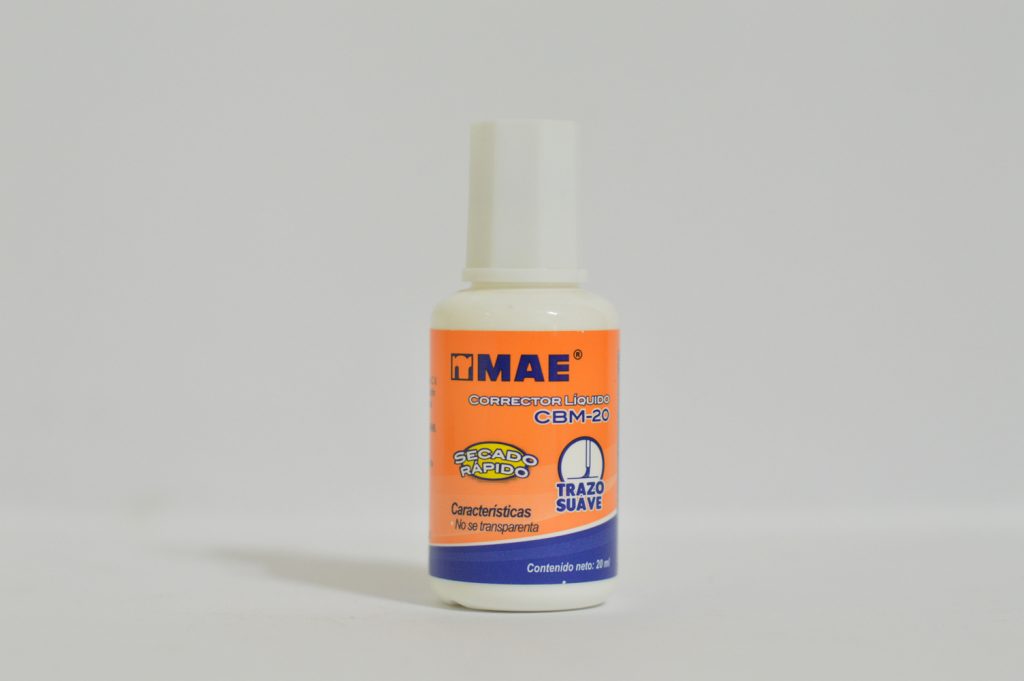 MAE®
CORRECTOR LÍQUIDO
CBM-20
SECADO
RÁPIDO
TRAZO
SUAVE
Características
No se transparenta
Contenido neto: 20 ml